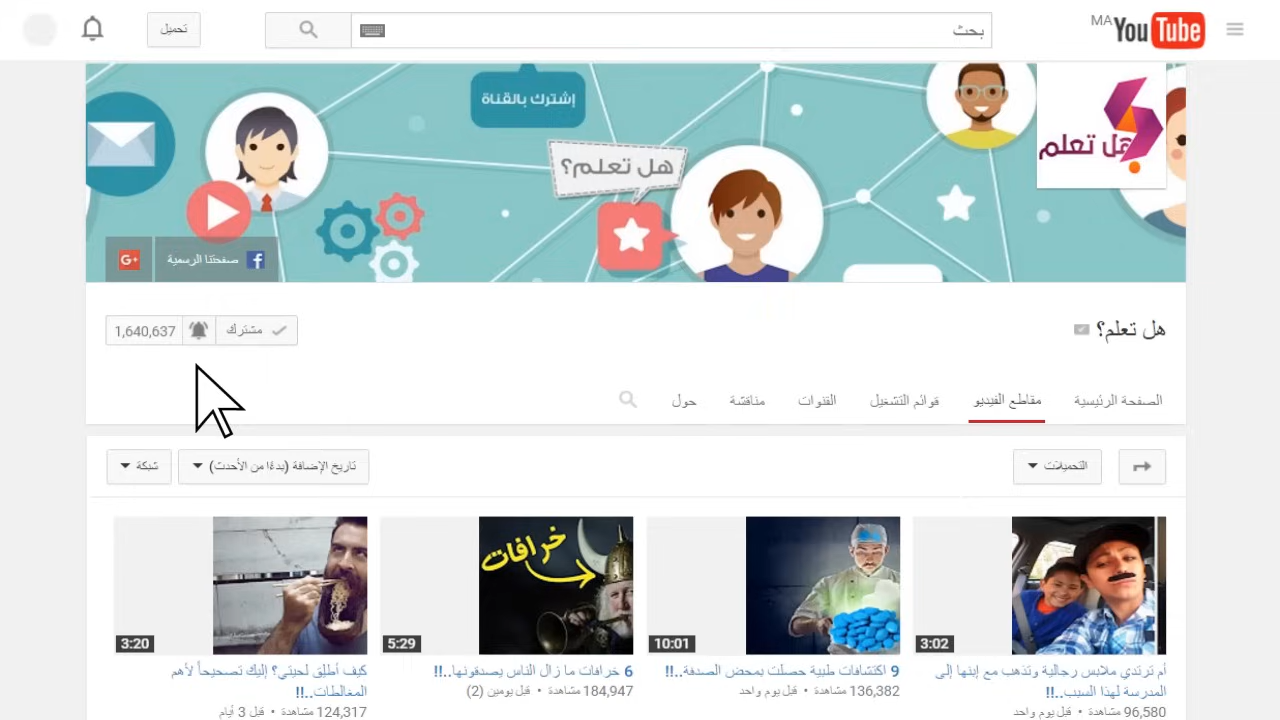 YouTube MA
بحث
تحميل
إشترك بالقناة
هل تعلم؟
هل تعلم
صفحتنا الرسمية
G+
هل تعلم؟
مشترك
1,640,637
الصفحة الرئيسية
مقاطع الفيديو
قوائم التشغيل
القنوات
مناقشة
حول
التحميلات
تاريخ الإضافة (بدءًا من الأحدث)
شبكة
3:02
أم ترتدي ملابس رجالية وتذهب مع إبنها إلى
المدرسة لهذا السبب..!!
96,580 مشاهدة • قبل يوم واحد
10:01
9 اكتشافات طبية حصلت بمحض الصدفة..!!
136,382 مشاهدة • قبل يوم واحد
خرافات
5:29
6 خرافات ما زال الناس يصدقونها..!!
184,947 مشاهدة • قبل يومين (2)
3:20
كيف أطلق لحيتي؟ إليك تصحيحاً لأهم
المغالطات..!!
124,317 مشاهدة • قبل 3 أيام